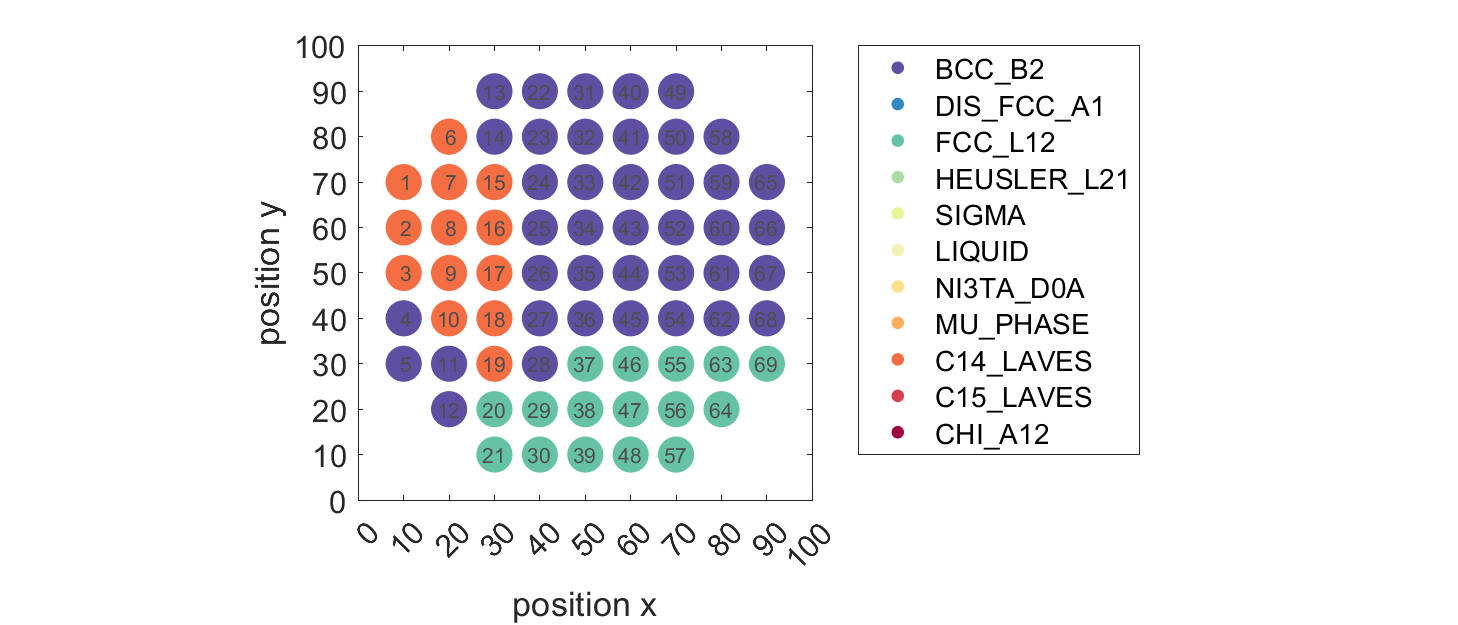 100
90
80
70
60
50
40
30
20
10
0
position y
13 22 31 40 49
6 14 23 32 41 50 58
1 7 15 24 33 42 51 59 65
2 8 16 25 34 43 52 60 66
3 9 17 26 35 44 53 61 67
4 10 18 27 36 45 54 62 68
5 11 19 28 37 46 55 63 69
12 20 29 38 47 56 64
21 30 39 48 57
0 10 20 30 40 50 60 70 80 90 100
position x
BCC_B2
DIS_FCC_A1
FCC_L12
HEUSLER_L21
SIGMA
LIQUID
NI3TA_D0A
MU_PHASE
C14_LAVES
C15_LAVES
CHI_A12